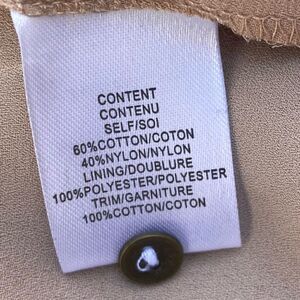 CONTENT
CONTENU
SELF/SOI
60%COTTON/COTON
40%NYLON/NYLON
LINING/DOUBLURE
100%POLYESTER/POLYESTER
TRIM/GARNITURE
100%COTTON/COTON